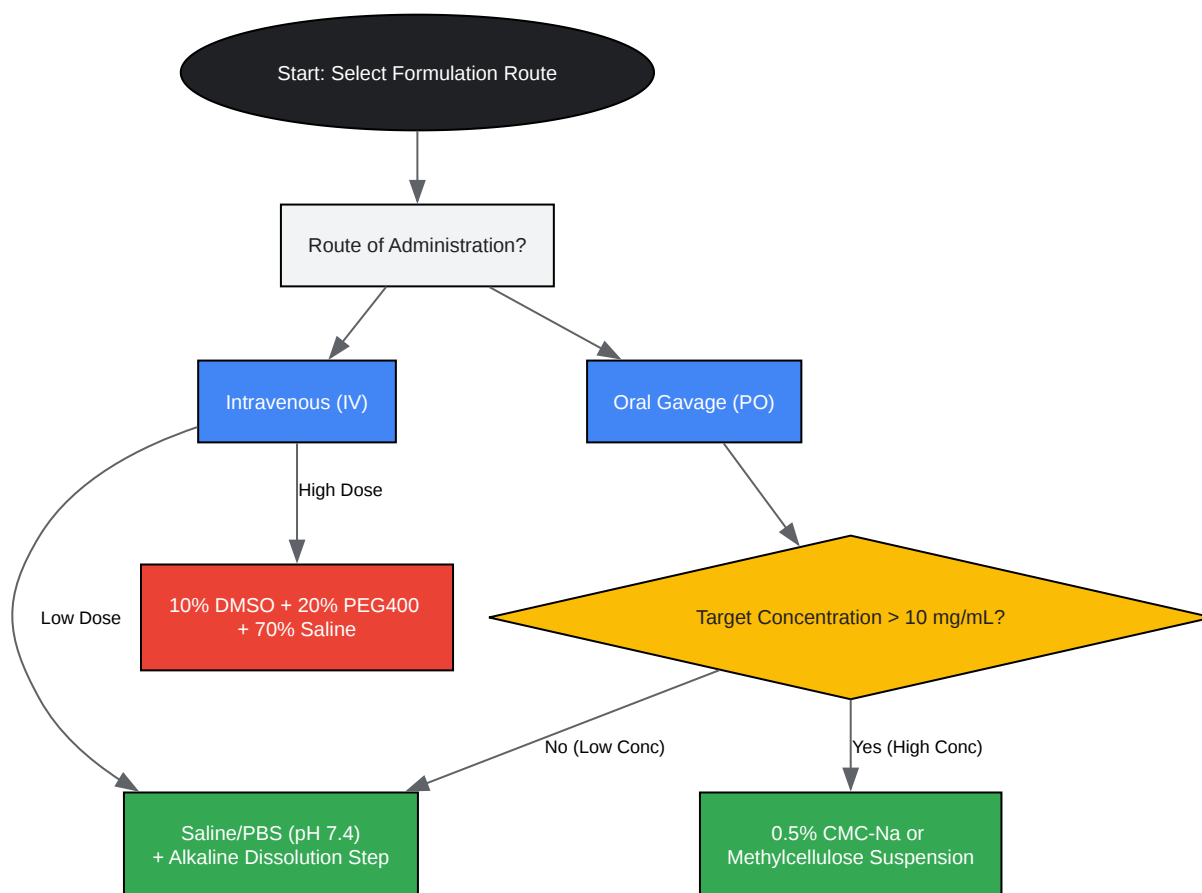 Start: Select Formulation Route
Route of Administration?
Intravenous (IV)
Oral Gavage (PO)
High Dose
Low Dose
10% DMSO + 20% PEG400
+ 70% Saline
Target Concentration > 10 mg/mL?
No (Low Conc)
Yes (High Conc)
Saline/PBS (pH 7.4)
+ Alkaline Dissolution Step
0.5% CMC-Na or
Methylcellulose Suspension